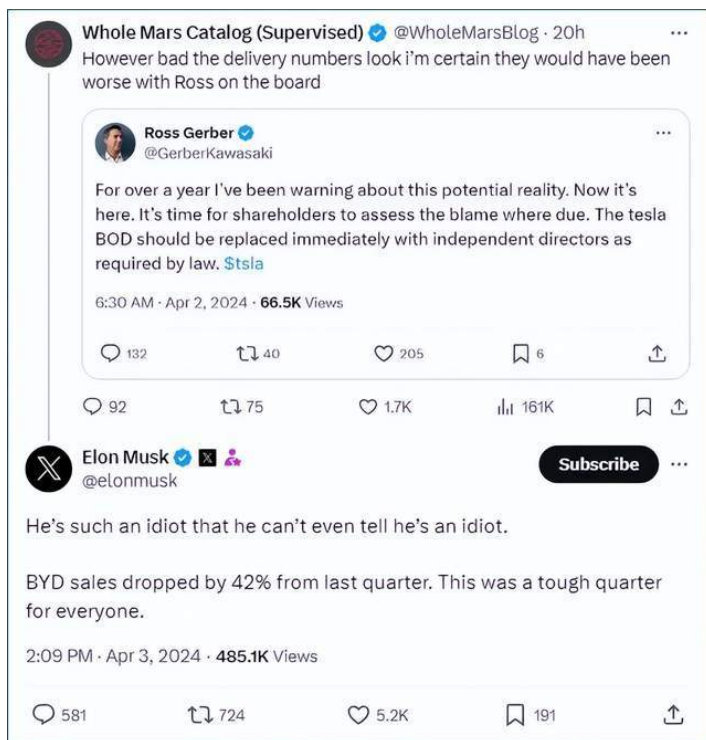 Whole Mars Catalog (Supervised) @WholeMarsBlog · 20h
However bad the delivery numbers look i'm certain they would have been
worse with Ross on the board
Ross Gerber
@GerberKawasaki
For over a year I've been warning about this potential reality. Now it's
here. It's time for shareholders to assess the blame where due. The tesla
BOD should be replaced immediately with independent directors as
required by law. $tsla
6:30 AM · Apr 2, 2024 · 66.5K Views
132 40 205 6
92 75 1.7K 161K
Elon Musk
Subscribe
@elonmusk
He's such an idiot that he can't even tell he's an idiot.
BYD sales dropped by 42% from last quarter. This was a tough quarter
for everyone.
2:09 PM · Apr 3, 2024 · 485.1K Views
581 724 5.2K 191